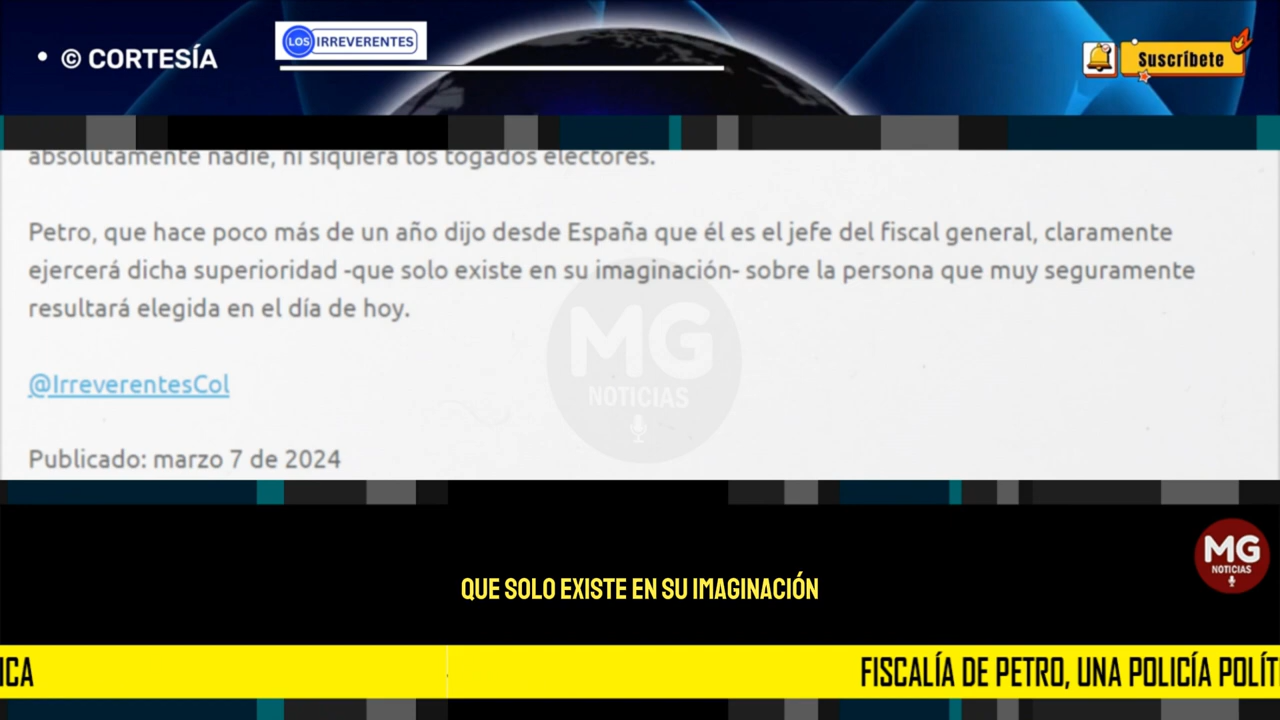 • © CORTESÍA
LOS IRREVERENTES
Suscríbete
absolutamente nadie, ni siquiera los togados electores.
Petro, que hace poco más de un año dijo desde España que él es el jefe del fiscal general, claramente
ejercerá dicha superioridad -que solo existe en su imaginación- sobre la persona que muy seguramente
resultará elegida en el día de hoy.
MG
NOTICIAS
@IrreverentesCol
Publicado: marzo 7 de 2024
MG
NOTICIAS
QUE SOLO EXISTE EN SU IMAGINACIÓN
ICA
FISCALÍA DE PETRO, UNA POLICÍA POLÍT